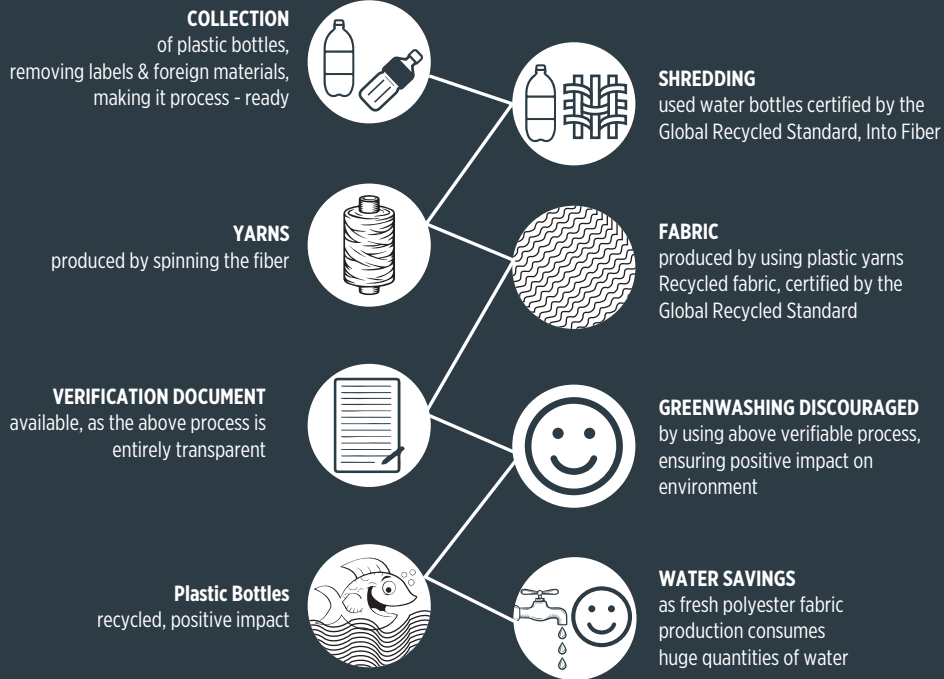 COLLECTION
of plastic bottles,
removing labels & foreign materials,
making it process - ready
SHREDDING
used water bottles certified by the
Global Recycled Standard, Into Fiber
YARNS
produced by spinning the fiber
FABRIC
produced by using plastic yarns
Recycled fabric, certified by the
Global Recycled Standard
VERIFICATION DOCUMENT
available, as the above process is
entirely transparent
GREENWASHING DISCOURAGED
by using above verifiable process,
ensuring positive impact on
environment
Plastic Bottles
recycled, positive impact
WATER SAVINGS
as fresh polyester fabric
production consumes
huge quantities of water